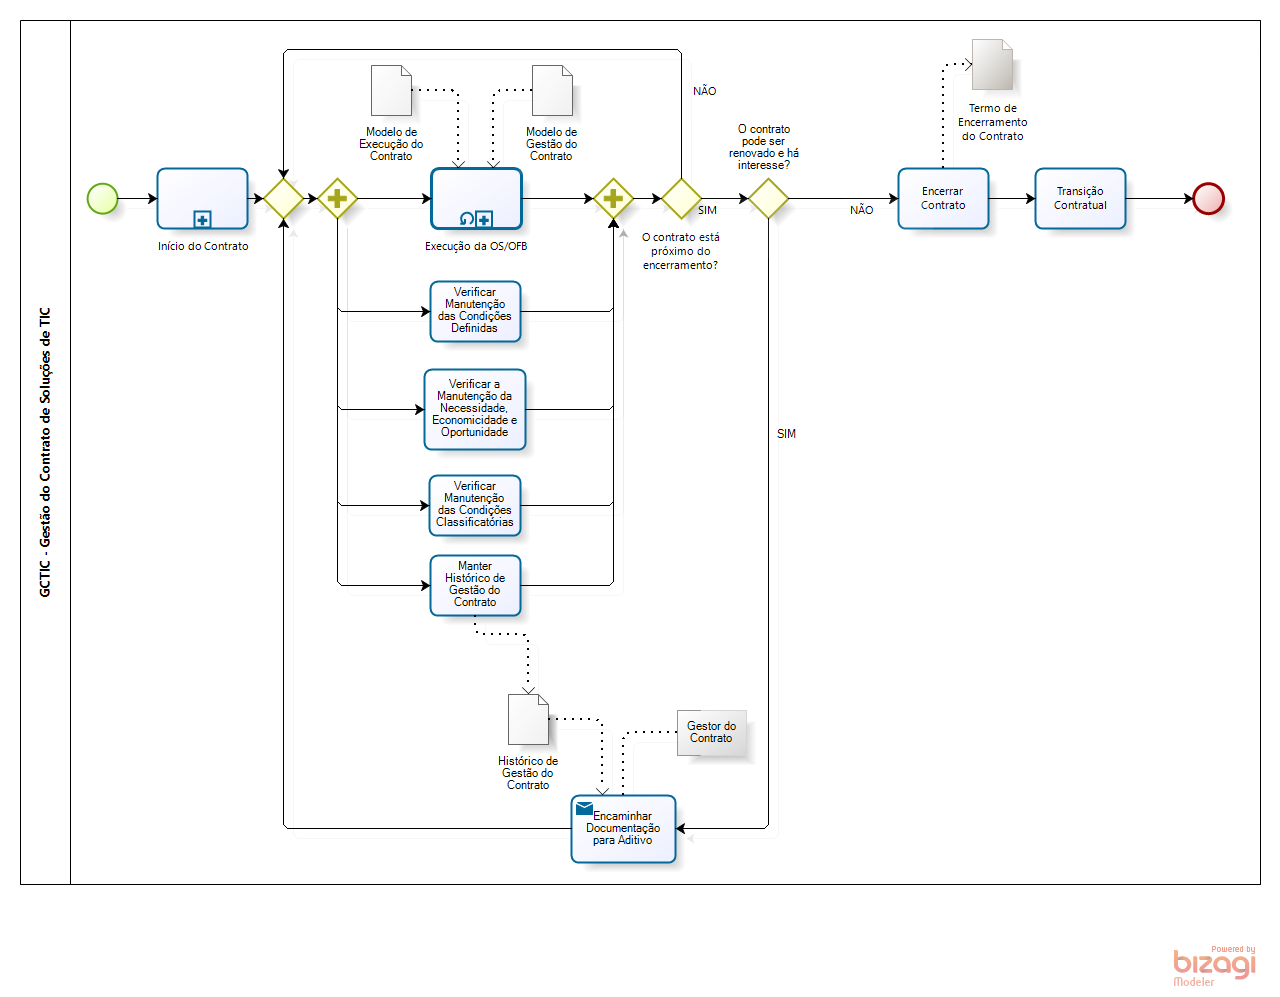 GCTIC - Gestão do Contrato de Soluções de TIC
Início do Contrato
Modelo de
Execução do
Contrato
Modelo de
Gestão do
Contrato
Execução da OS/OFB
Verificar
Manutenção
das Condições
Definidas
Verificar a
Manutenção da
Necessidade,
Economicidade e
Oportunidade
Verificar
Manutenção
das Condições
Classificatórias
Manter
Histórico de
Gestão do
Contrato
Histórico de
Gestão do
Contrato
Gestor do
Contrato
Encaminhar
Documentação
para Aditivo
NÃO
SIM
O contrato está
próximo do
encerramento?
O contrato
pode ser
renovado e há
interesse?
NÃO
SIM
Encerrar
Contrato
Termo de
Encerramento
do Contrato
Transição
Contratual
Powered by
bizagi
Modeler